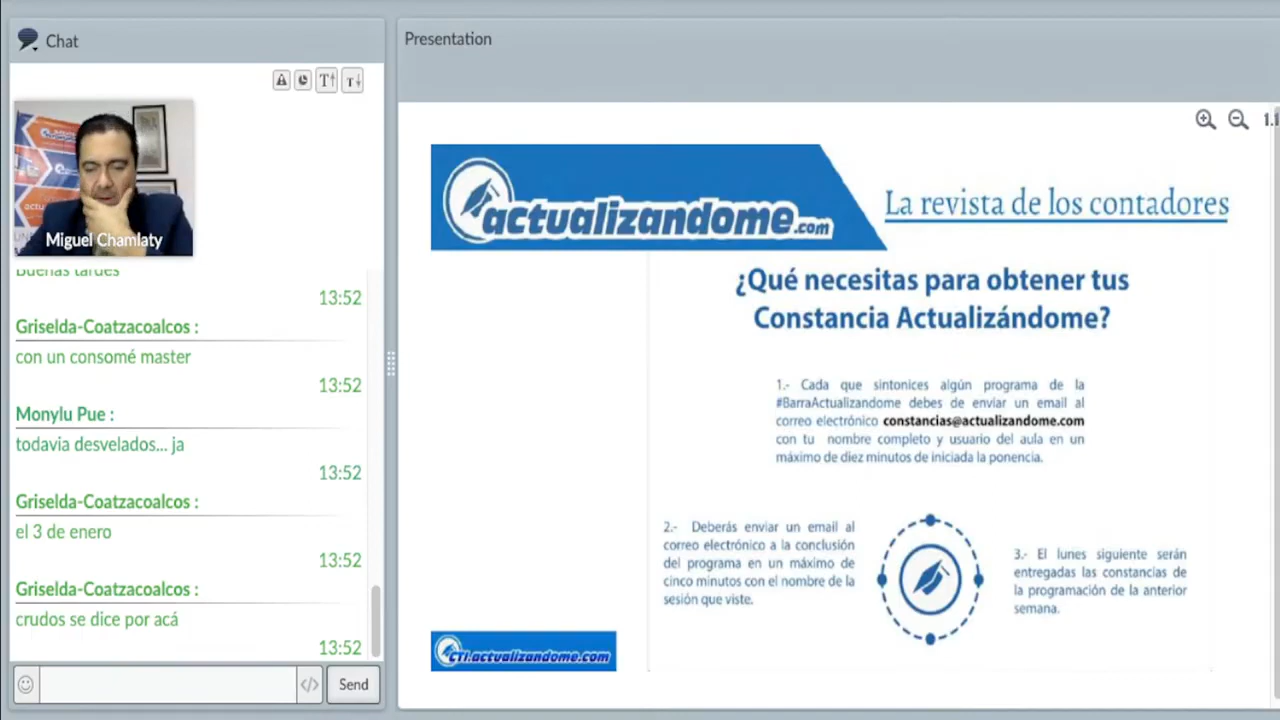 Chat
Miguel Chamlaty
Buenas tardes
13:52
Griselda-Coatzacoalcos :
con un consomé master
13:52
Monylu Pue :
todavia desvelados... ja
13:52
Griselda-Coatzacoalcos :
el 3 de enero
13:52
Griselda-Coatzacoalcos :
crudos se dice por acá
13:52
Send
Presentation
actualizandome.com
La revista de los contadores
¿Qué necesitas para obtener tus
Constancia Actualizándome?
1.- Cada que sintonices algún programa de la
#BarraActualizandome debes de enviar un email al
correo electrónico constancias@actualizandome.com
con tu nombre completo y usuario del aula en un
máximo de diez minutos de iniciada la ponencia.
2.- Deberás enviar un email al
correo electrónico a la conclusión
del programa en un máximo de
cinco minutos con el nombre de la
sesión que viste.
3.- El lunes siguiente serán
entregadas las constancias de
la programación de la anterior
semana.
CTI.actualizandome.com